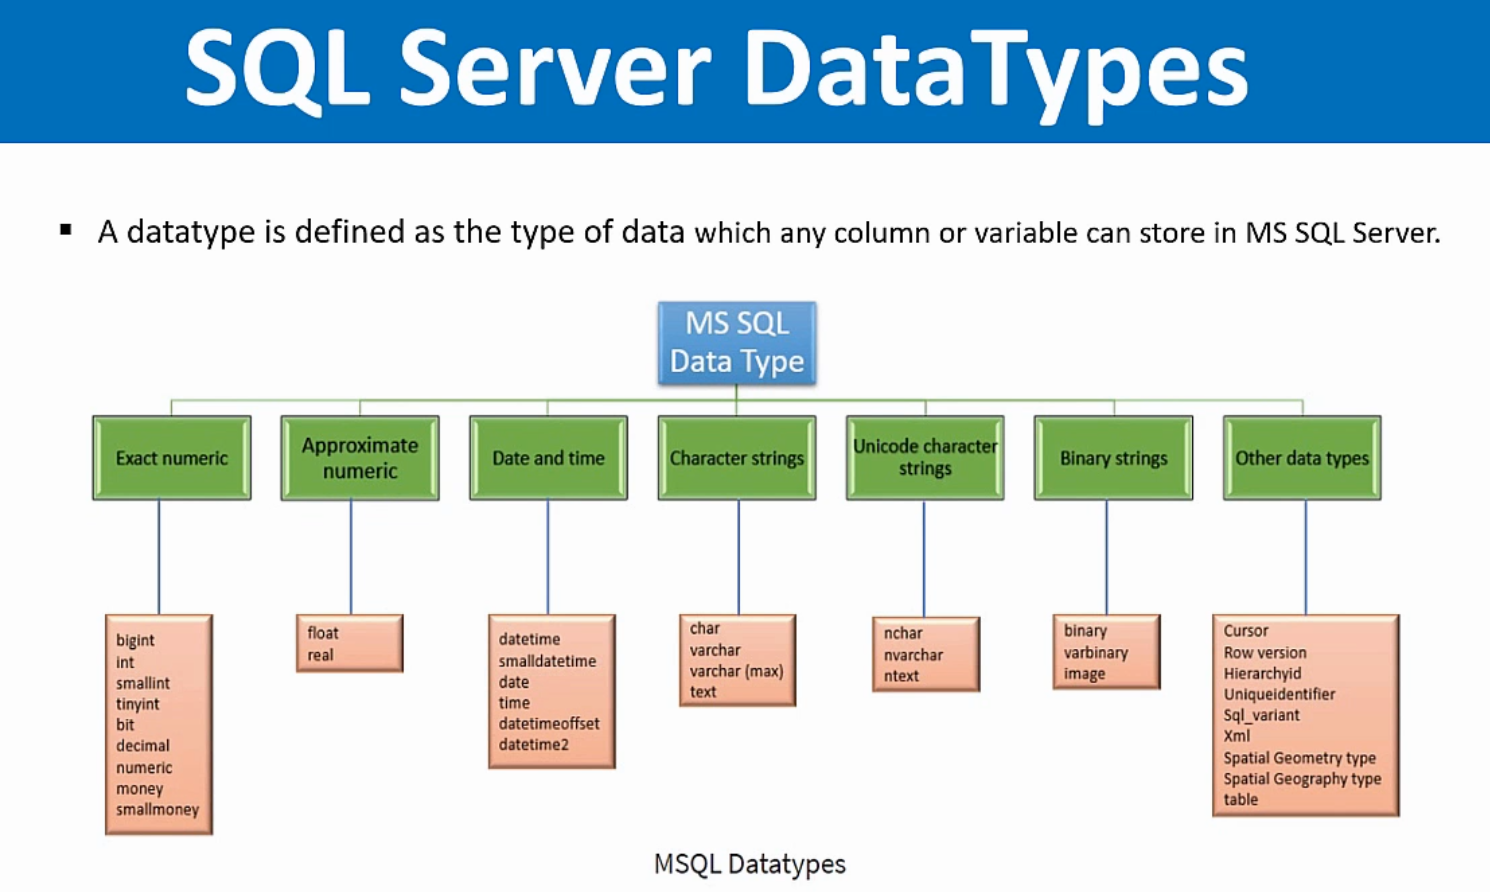 SQL Server DataTypes
▪ A datatype is defined as the type of data which any column or variable can store in MS SQL Server.
MS SQL
Data Type
Exact numeric
Approximate
numeric
Date and time
Character strings
Unicode character
strings
Binary strings
Other data types
bigint
int
smallint
tinyint
bit
decimal
numeric
money
smallmoney
float
real
datetime
smalldatetime
date
time
datetimeoffset
datetime2
char
varchar
varchar (max)
text
nchar
nvarchar
ntext
binary
varbinary
image
Cursor
Row version
Hierarchyid
Uniqueidentifier
Sql_variant
Xml
Spatial Geometry type
Spatial Geography type
table
MSQL Datatypes